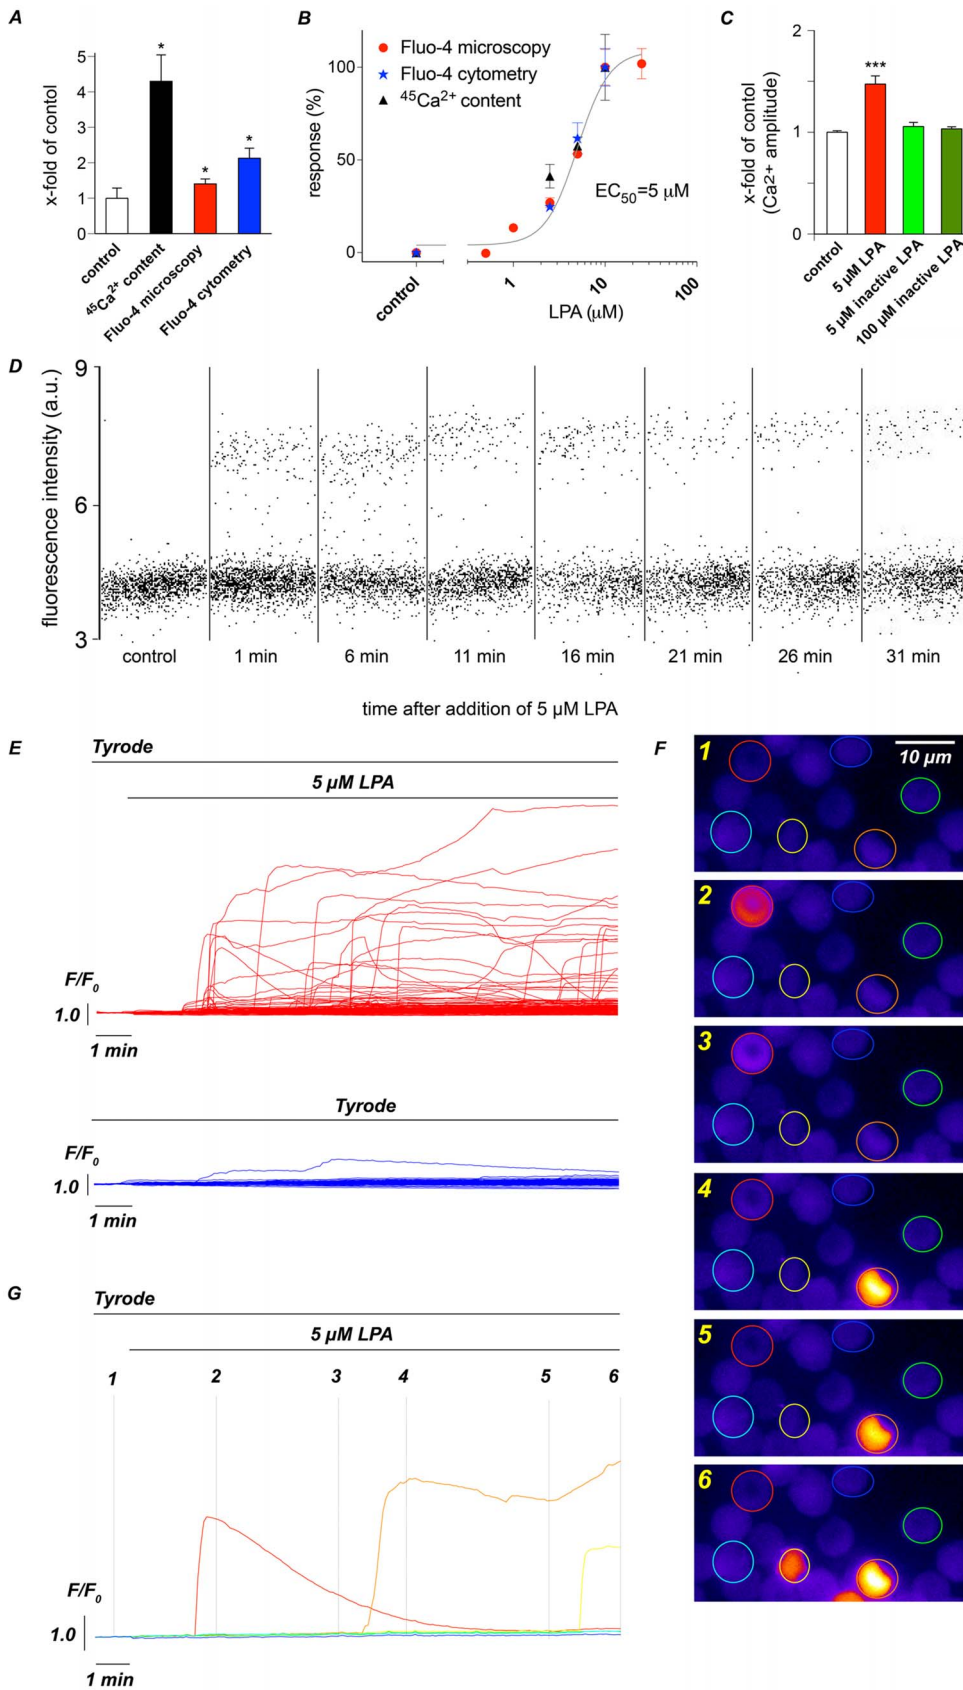 A
x-fold of contol
5
4
3
2
1
0
*
*
*
control
45Ca2+ content
Fluo-4 microscopy
Fluo-4 cytometry
B
Fluo-4 microscopy
Fluo-4 cytometry
45Ca2+ content
response (%)
100
50
0
EC50=5 µM
control
1
10
100
LPA (µM)
C
x-fold of contol
(Ca2+ amplitude)
2
1
0
***
control
5 µM LPA
5 µM inactive LPA
100 µM inactive LPA
D
fluorescence intensity (a.u.)
9
6
3
control
1 min
6 min
11 min
16 min
21 min
26 min
31 min
time after addition of 5 µM LPA
E
Tyrode
5 µM LPA
F/F0
1.0
1 min
Tyrode
F/F0
1.0
1 min
F
1
10 µm
2
3
4
5
6
G
Tyrode
5 µM LPA
1
2
3
4
5
6
F/F0
1.0
1 min